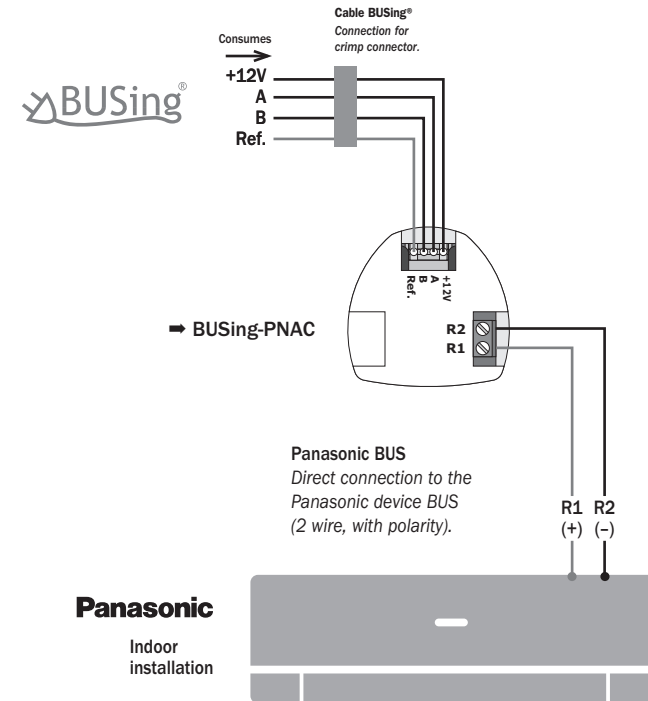 Cable BUSing®
Connection for
crimp connector.
Consumes
+12V
A
B
Ref.
BUSing®
Ref.
B
A
+12V
➡ BUSing-PNAC
R2
R1
Panasonic BUS
Direct connection to the
Panasonic device BUS
(2 wire, with polarity).
R1 R2
(+) (–)
Panasonic
Indoor
installation